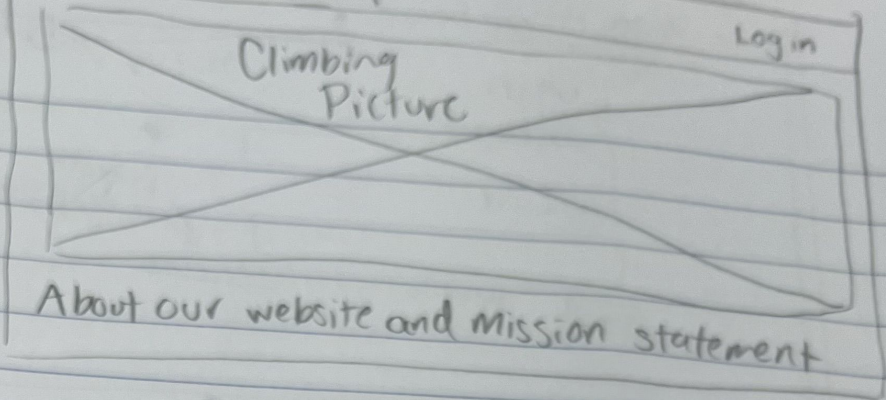 Log in
Climbing
Picture
About our website and mission statement